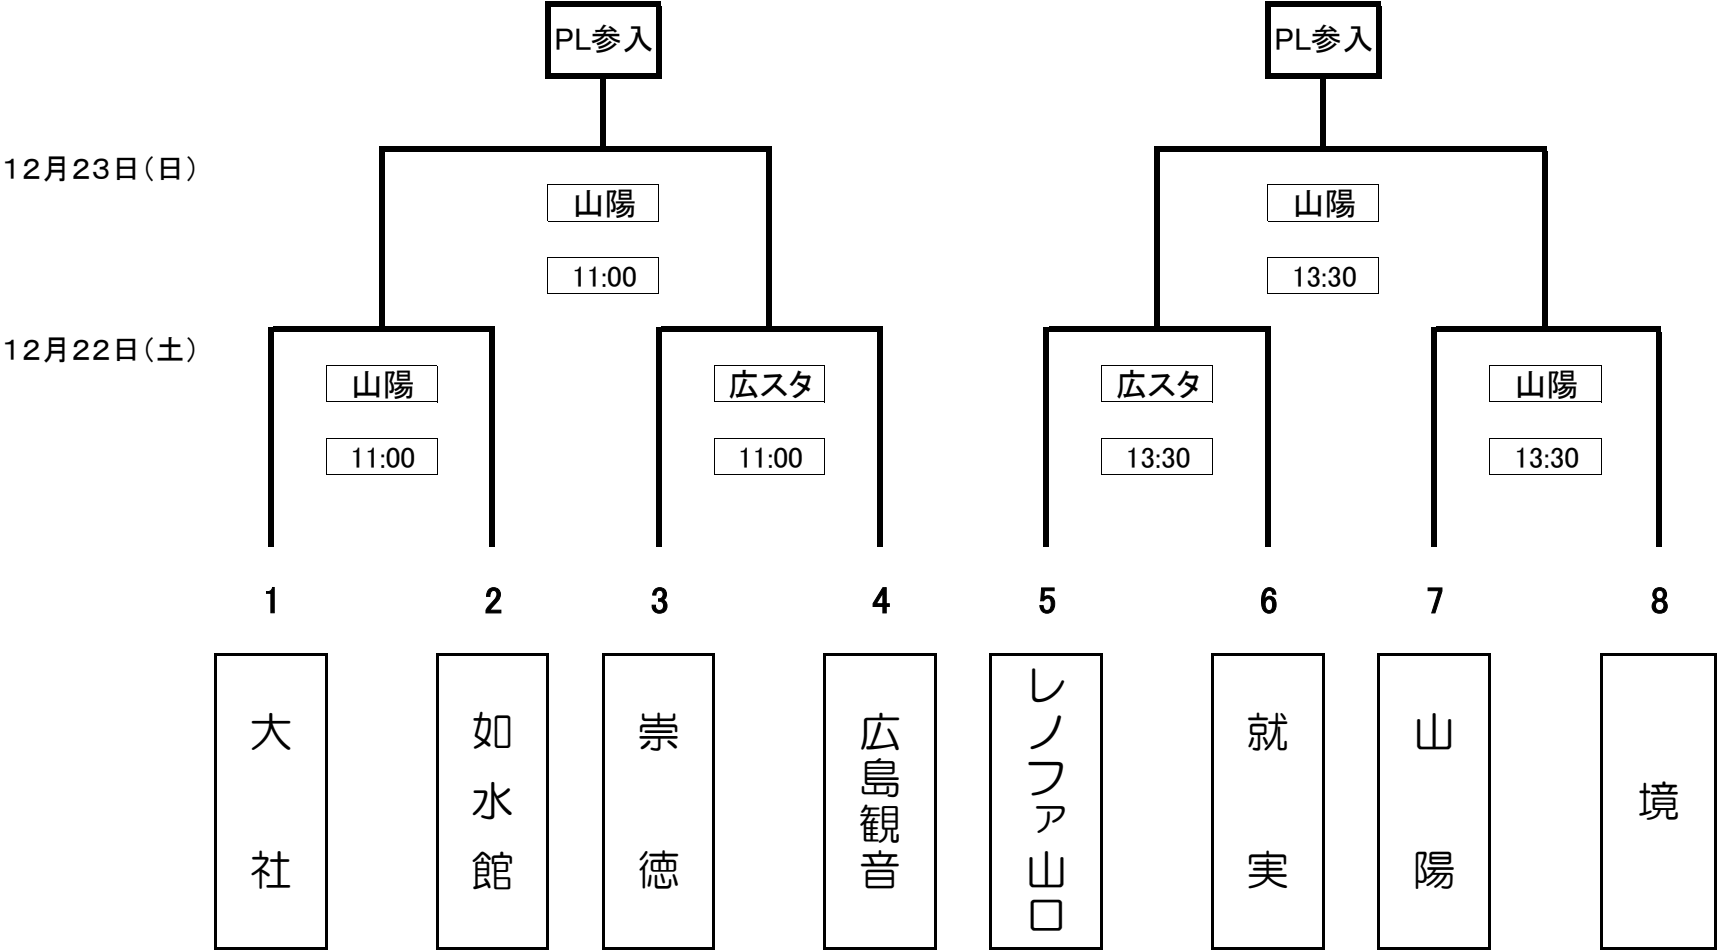 PL参入
PL参入
12月23日（日）
山陽
山陽
11:00
13:30
12月22日（土）
山陽
広スタ
広スタ
山陽
11:00
11:00
13:30
13:30
1
2
3
4
5
6
7
8
大社
如水館
崇徳
広島観音
レノファ山口
就実
山陽
境